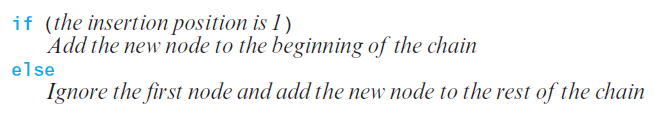 if (the insertion position is 1)
Add the new node to the beginning of the chain
else
Ignore the first node and add the new node to the rest of the chain